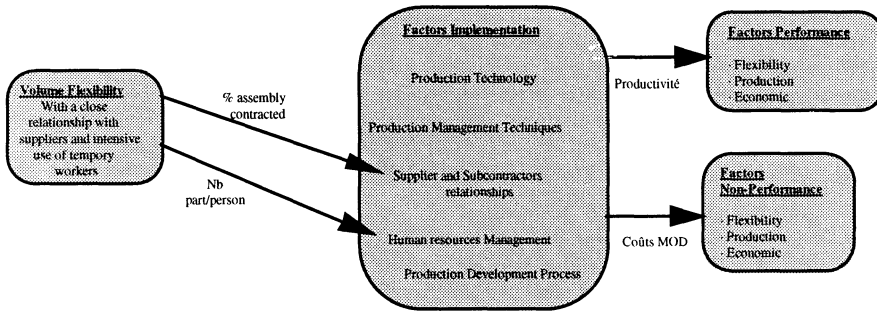 Volume Flexibility
With a close
relationship with
suppliers and intensive
use of tempory
workers
% assembly
contracted
Nb
part/person
Factors Implementation
Production Technology
Production Management Techniques
Supplier and Subcontractors
relationships
Human resources Management
Production Development Process
Productivité
Coûts MOD
Factors Performance
· Flexibility
· Production
· Economic
Factors
Non-Performance
· Flexibility
· Production
· Economic